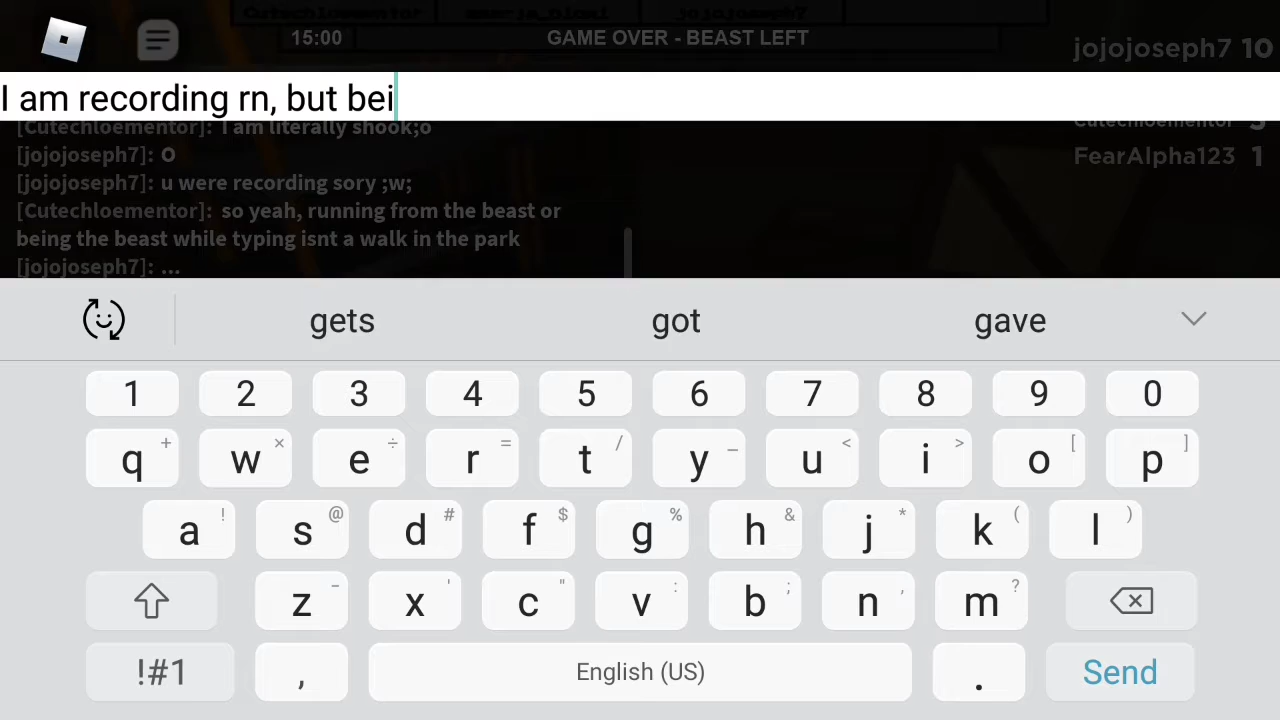 15:00
GAME OVER - BEAST LEFT
jojojoseph7 10
I am recording rn, but bei
[Cutechloementor]: I am literally shook;o
Cutechloementor
[jojojoseph7]: O
FearAlpha123 1
[jojojoseph7]: u were recording sory ;w;
[Cutechloementor]: so yeah, running from the beast or
being the beast while typing isnt a walk in the park
[jojojoseph7]: ...
gets got gave
1 2 3 4 5 6 7 8 9 0
q + w × e ÷ r = t / y _ u < i > o [ p ]
a ! s @ d # f $ g % h & j * k ( l )
z - x ' c " v : b ; n , m ?
!#1 , English (US) . Send